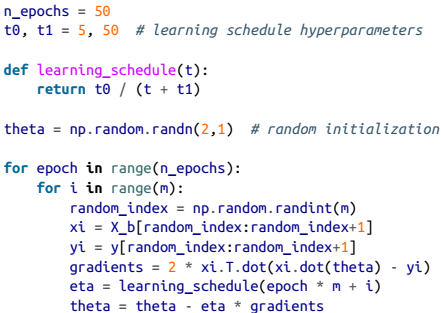 n_epochs = 50
t0, t1 = 5, 50  # learning schedule hyperparameters

def learning_schedule(t):
    return t0 / (t + t1)

theta = np.random.randn(2,1)  # random initialization

for epoch in range(n_epochs):
    for i in range(m):
        random_index = np.random.randint(m)
        xi = X_b[random_index:random_index+1]
        yi = y[random_index:random_index+1]
        gradients = 2 * xi.T.dot(xi.dot(theta) - yi)
        eta = learning_schedule(epoch * m + i)
        theta = theta - eta * gradients